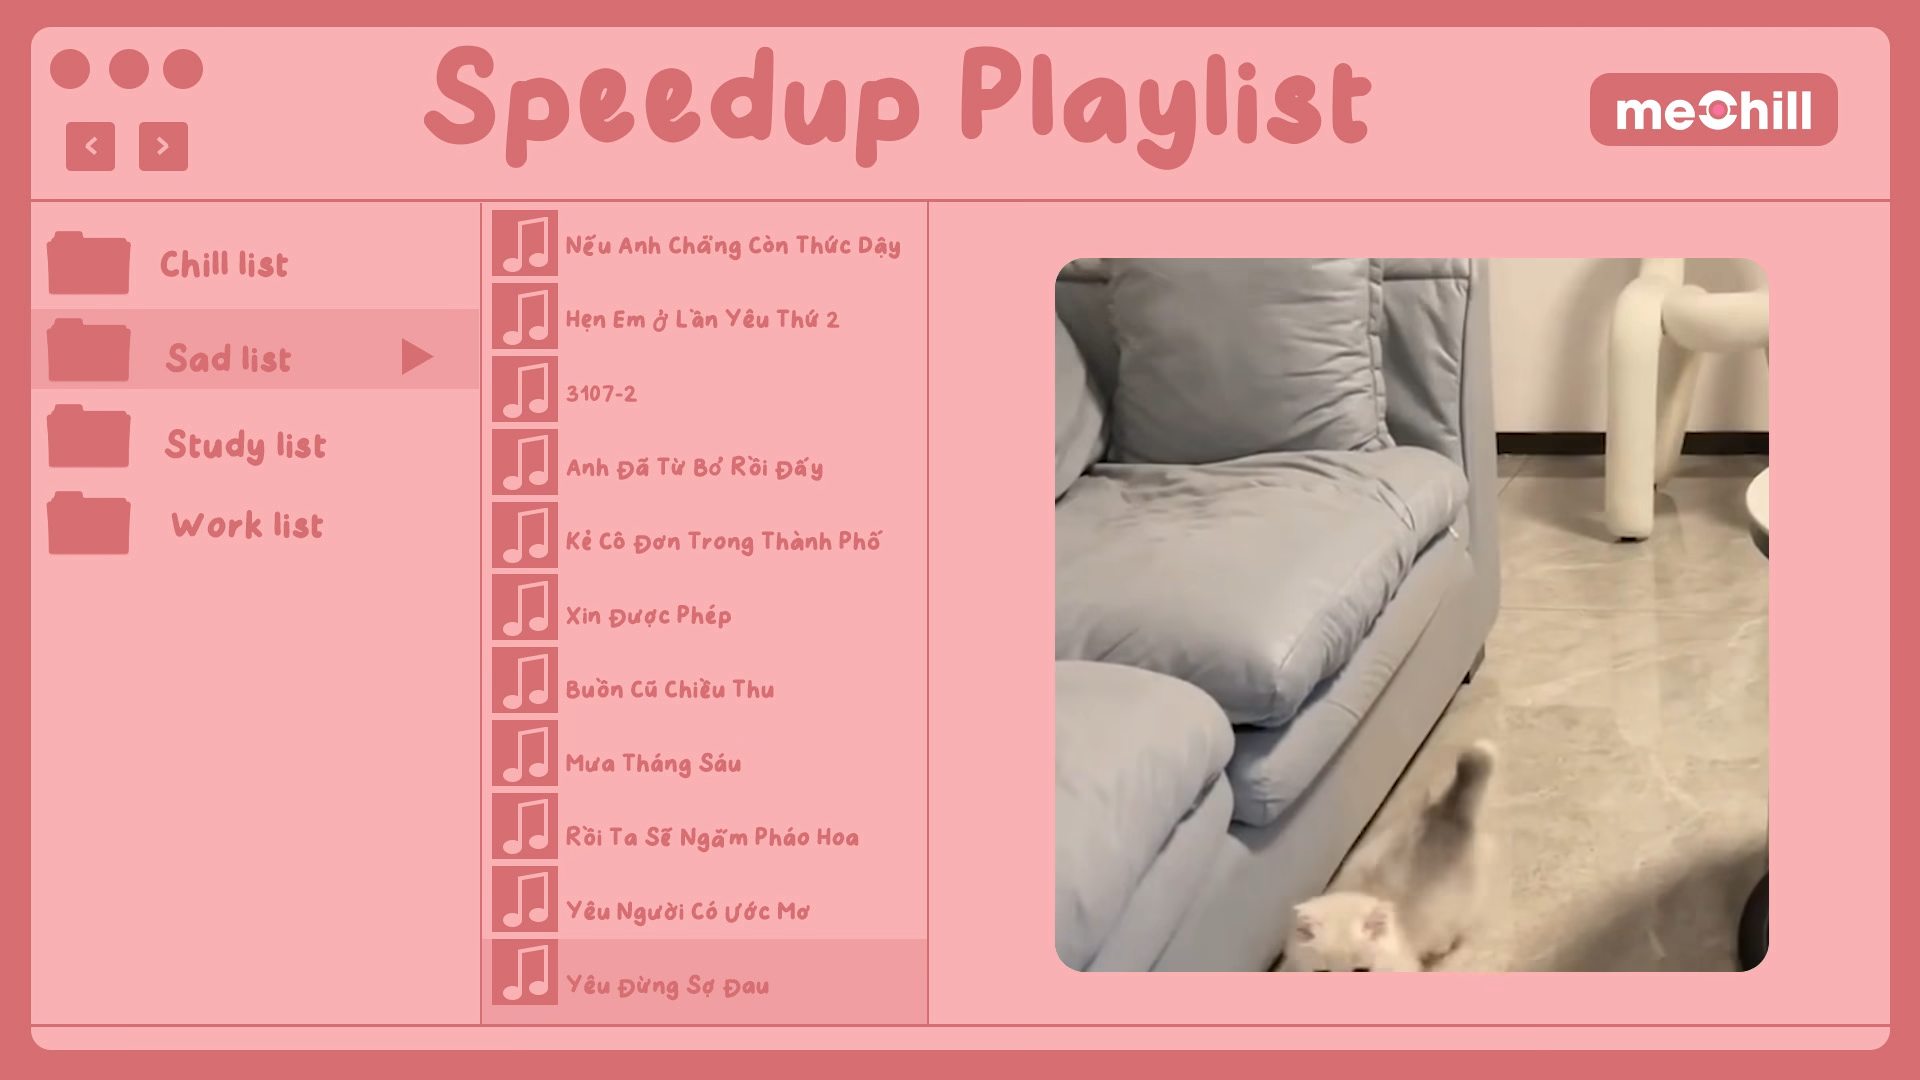 Speedup Playlist
mechill
Chill list
Sad list
Study list
Work list
Nếu Anh Chẳng Còn Thức Dậy
Hẹn Em ở Lần Yêu Thứ 2
3107-2
Anh Đã Từ Bỏ Rồi Đấy
Kẻ Cô Đơn Trong Thành Phố
Xin Được Phép
Buồn Cũ Chiều Thu
Mưa Tháng Sáu
Rồi Ta Sẽ Ngắm Pháo Hoa
Yêu Người Có Ước Mơ
Yêu Đừng Sợ Đau